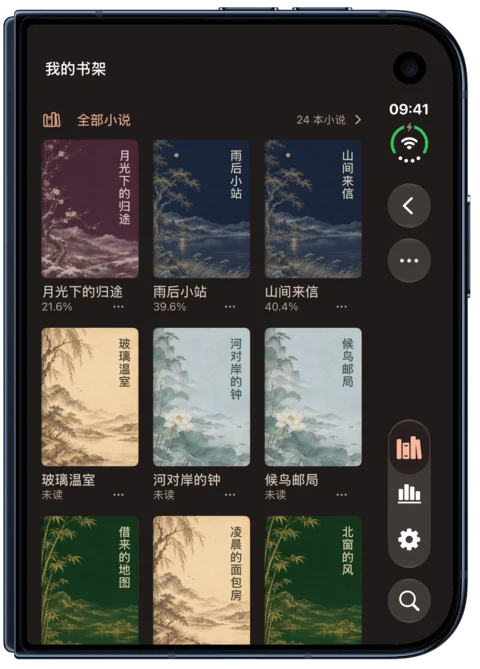 我的书架
09:41
全部小说
24 本小说
月光下的归途
雨后小站
山间来信
月光下的归途
雨后小站
山间来信
21.6%
39.6%
40.4%
玻璃温室
河对岸的钟
候鸟邮局
玻璃温室
河对岸的钟
候鸟邮局
未读
未读
未读
借来的地图
凌晨的面包房
北窗的风